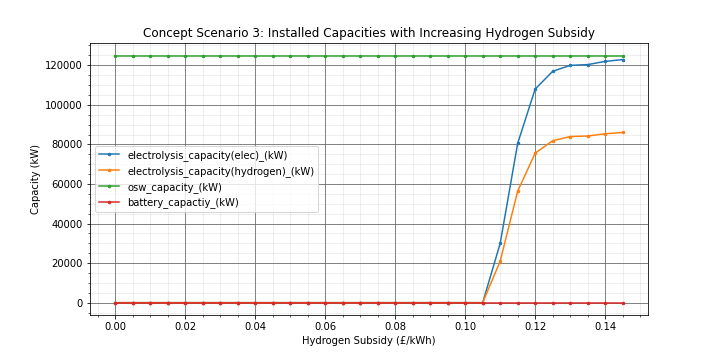 Concept Scenario 3: Installed Capacities with Increasing Hydrogen Subsidy
120000
100000
80000
60000
40000
20000
0
Capacity (kW)
electrolysis_capacity(elec)_(kW)
electrolysis_capacity(hydrogen)_(kW)
osw_capacity_(kW)
battery_capactiy_(kW)
0.00 0.02 0.04 0.06 0.08 0.10 0.12 0.14
Hydrogen Subsidy (£/kWh)